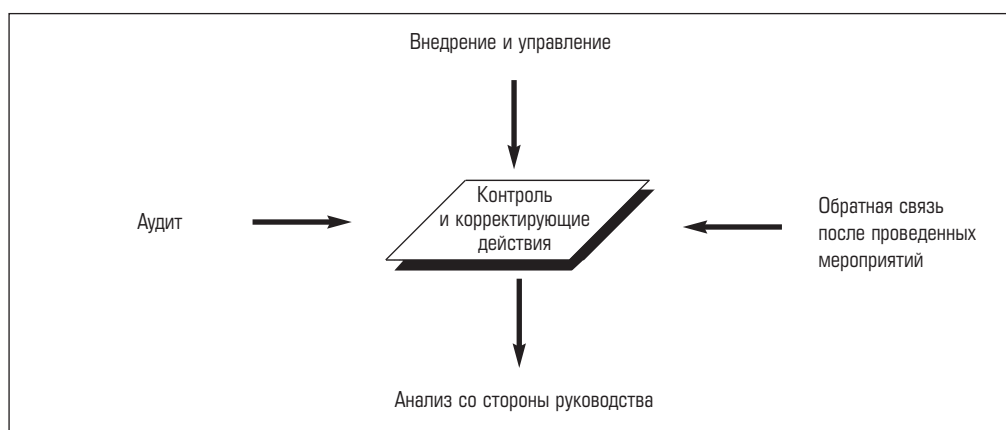 Внедрение и управление
Аудит
Контроль
и корректирующие
действия
Обратная связь
после проведенных
мероприятий
Анализ со стороны руководства